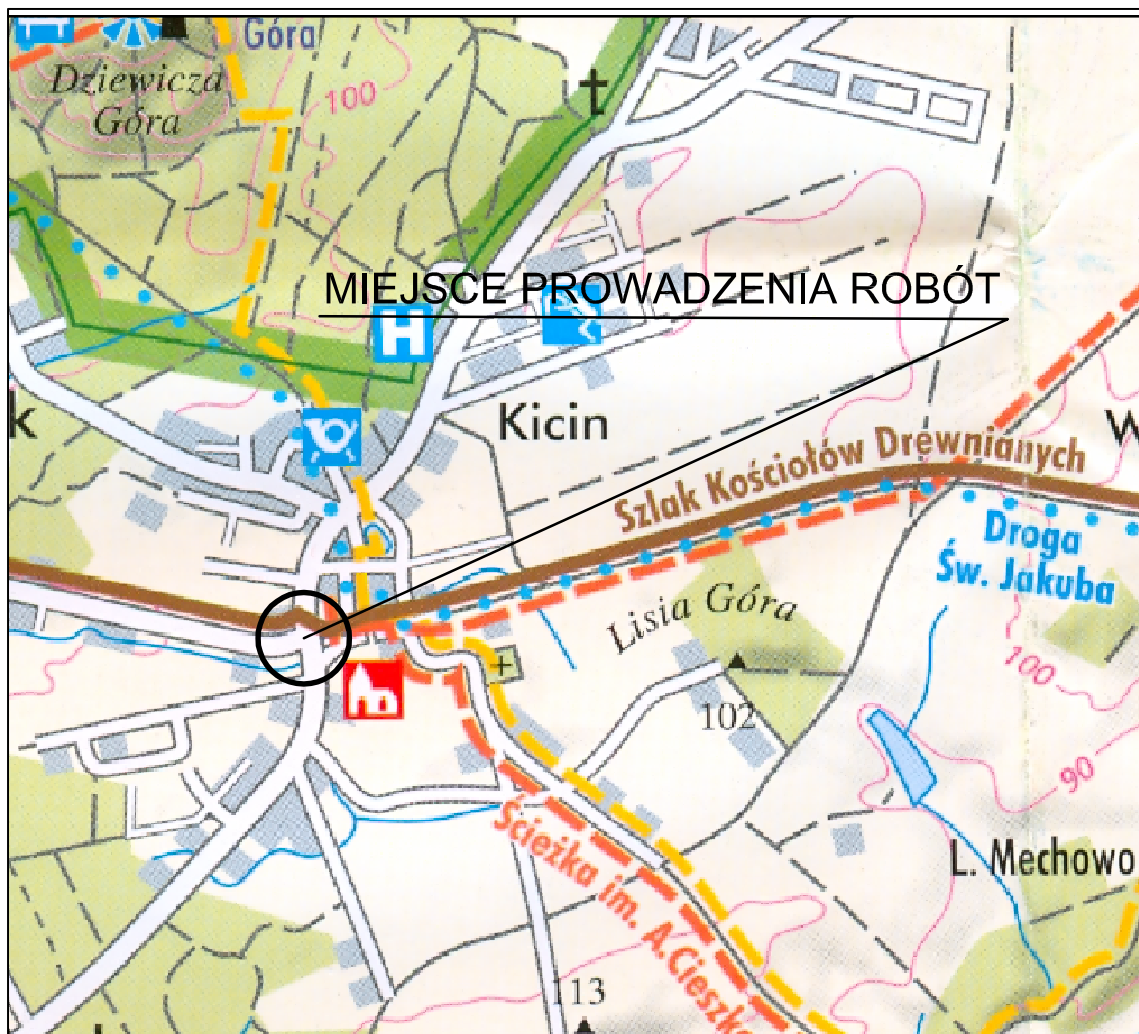 Góra
Dziewicza
Góra
100
MIEJSCE PROWADZENIA ROBÓT
H
k
Kicin
W
Szlak Kościołów Drewnianych
Droga
Św. Jakuba
Lisia Góra
100
102
90
Ścieżka im. A.Cieszko
L. Mechowo
113